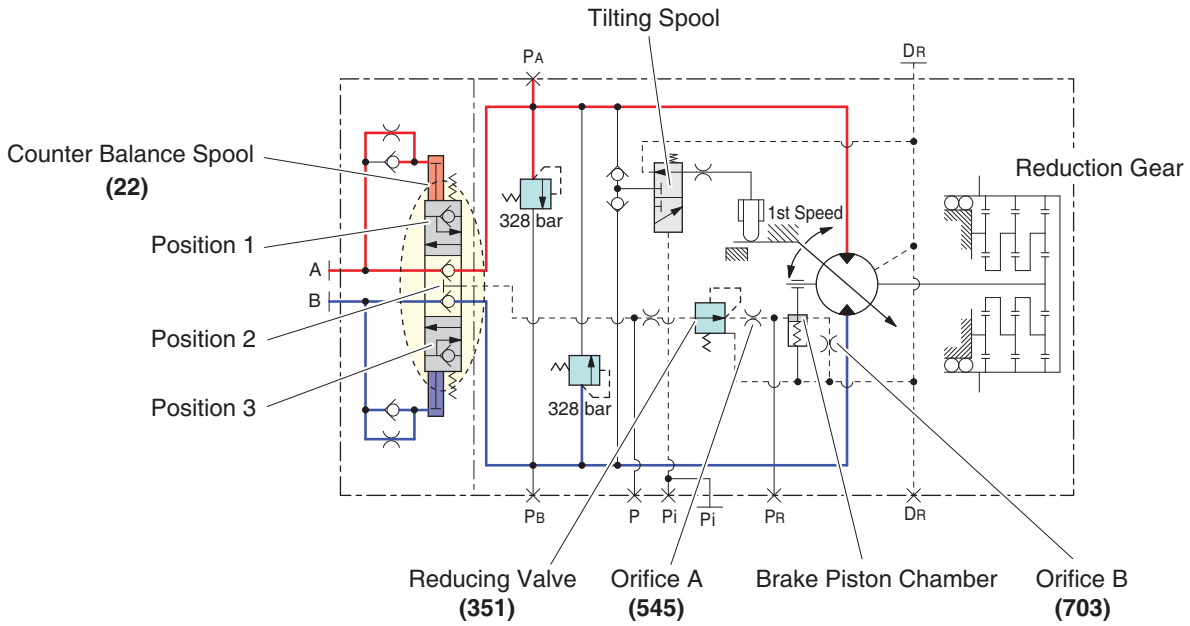 Tilting Spool
PA
DR
Counter Balance Spool
(22)
Reduction Gear
328 bar
1st Speed
Position 1
A
B
Position 2
Position 3
328 bar
PB
P
Pi
Pi
PR
DR
Reducing Valve
(351)
Orifice A
(545)
Brake Piston Chamber
Orifice B
(703)